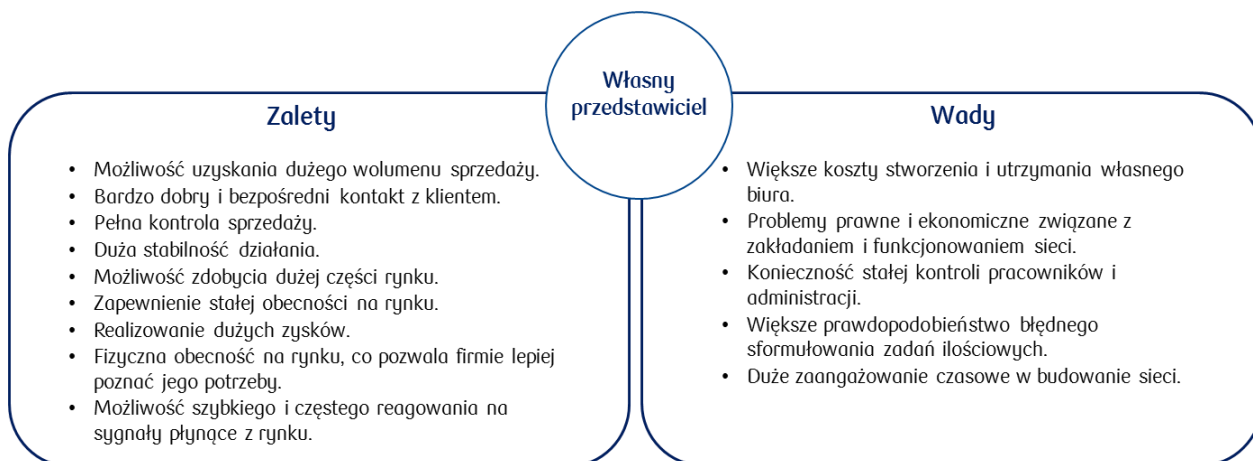 Własny
przedstawiciel
Zalety
• Możliwość uzyskania dużego wolumenu sprzedaży.
• Bardzo dobry i bezpośredni kontakt z klientem.
• Pełna kontrola sprzedaży.
• Duża stabilność działania.
• Możliwość zdobycia dużej części rynku.
• Zapewnienie stałej obecności na rynku.
• Realizowanie dużych zysków.
• Fizyczna obecność na rynku, co pozwala firmie lepiej
poznać jego potrzeby.
• Możliwość szybkiego i częstego reagowania na
sygnały płynące z rynku.
Wady
• Większe koszty stworzenia i utrzymania własnego
biura.
• Problemy prawne i ekonomiczne związane z
zakładaniem i funkcjonowaniem sieci.
• Konieczność stałej kontroli pracowników i
administracji.
• Większe prawdopodobieństwo błędnego
sformułowania zadań ilościowych.
• Duże zaangażowanie czasowe w budowanie sieci.